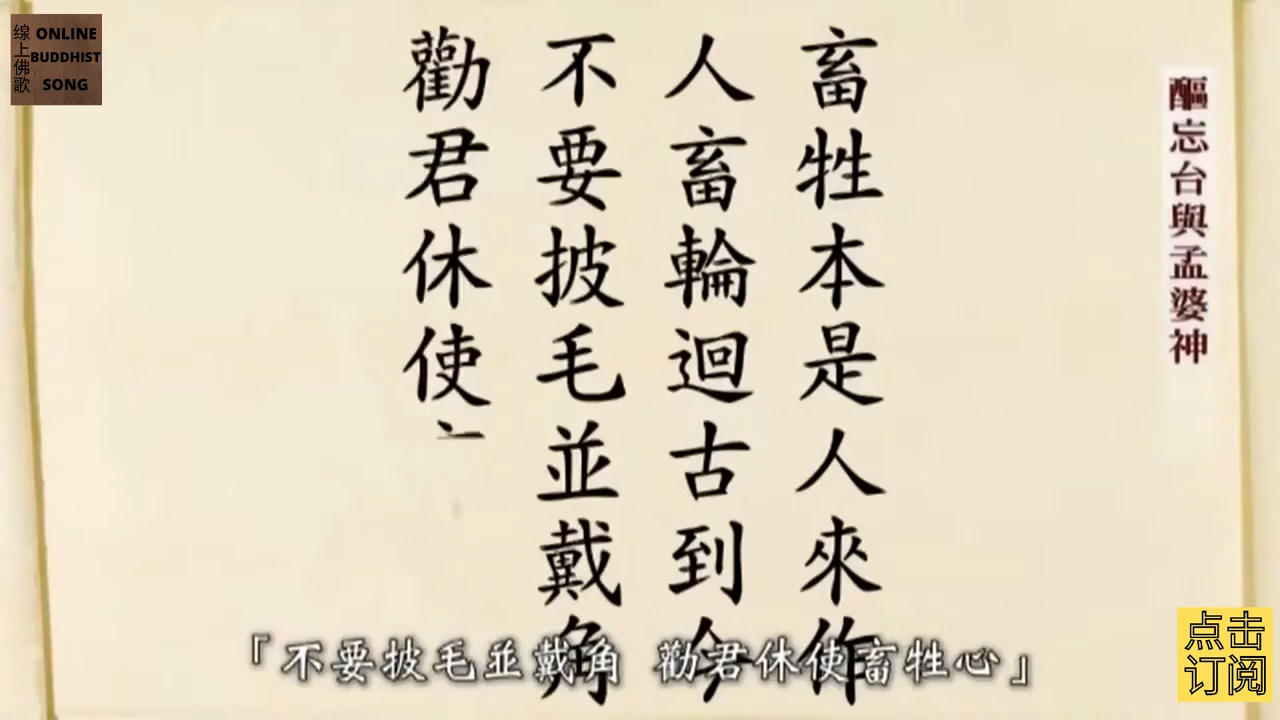 线上佛歌
ONLINE
BUDDHIST
SONG
醧忘台與孟婆神
畜牲本是人來作
人畜輪迴古到今
不要披毛並戴角
勸君休使
「不要披毛並戴角 勸君休使畜牲心」
点击
订阅